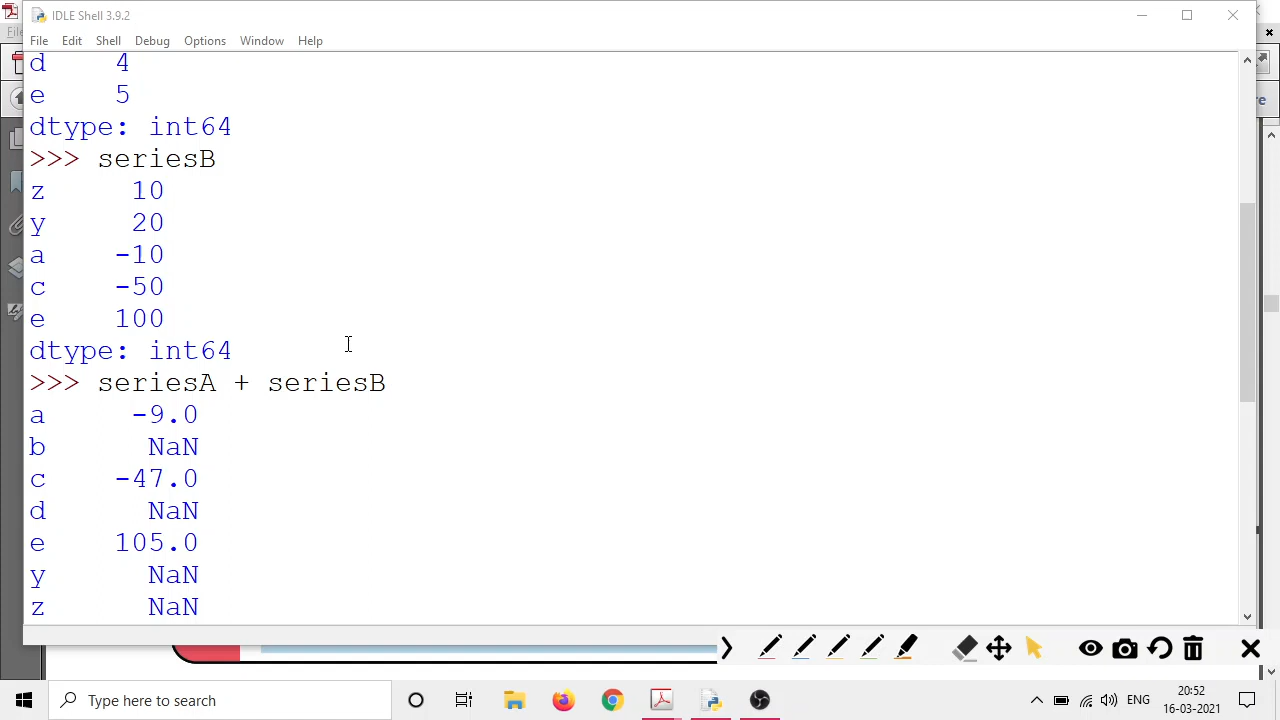 IDLE Shell 3.9.2
File Edit Shell Debug Options Window Help
d 4
e 5
dtype: int64
>>> seriesB
z 10
y 20
a -10
c -50
e 100
dtype: int64
>>> seriesA + seriesB
a -9.0
b NaN
c -47.0
d NaN
e 105.0
y NaN
z NaN
Type here to search
ENG
20:52
16-03-2021